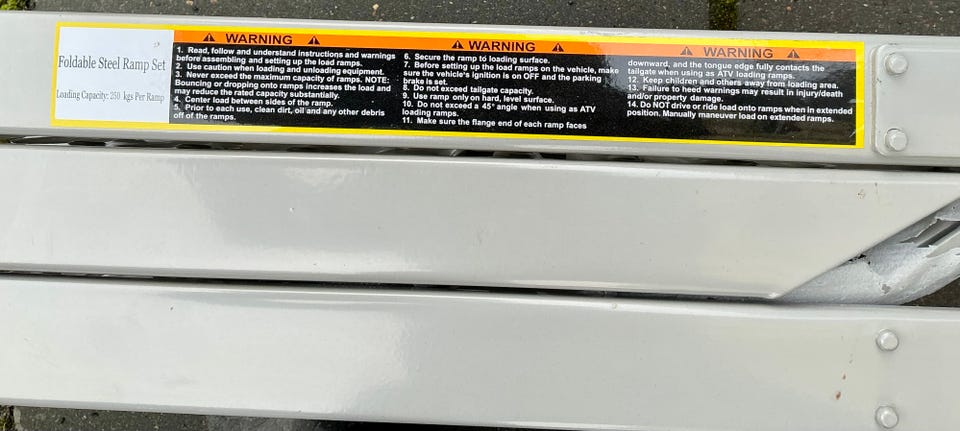 Foldable Steel Ramp Set
Loading Capacity: 250 kgs Per Ramp
WARNING
1. Read, follow and understand instructions and warnings
before assembling and setting up the load ramps.
2. Use caution when loading and unloading equipment.
3. Never exceed the maximum capacity of ramps. NOTE:
Bouncing or dropping onto ramps increases the load and
may reduce the rated capacity substantially.
4. Center load between sides of the ramp.
5. Prior to each use, clean dirt, oil and any other debris
off of the ramps.
WARNING
6. Secure the ramp to loading surface.
7. Before setting up the load ramps on the vehicle, make
sure the vehicle's ignition is on OFF and the parking
brake is set.
8. Do not exceed tailgate capacity.
9. Use ramp only on hard, level surface.
10. Do not exceed a 45° angle when using as ATV
loading ramps.
11. Make sure the flange end of each ramp faces
WARNING
downward, and the tongue edge fully contacts the
tailgate when using as ATV loading ramps.
12. Keep children and others away from loading area.
13. Failure to heed warnings may result in injury/death
and/or property damage.
14. Do NOT drive or ride load onto ramps when in extended
position. Manually maneuver load on extended ramps.